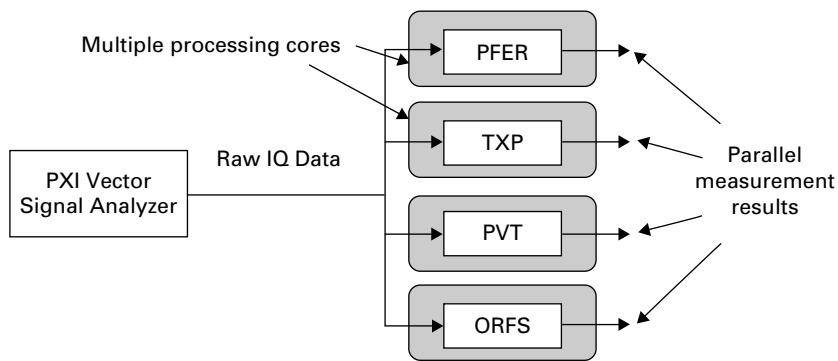 Multiple processing cores
PFER
TXP
Raw IQ Data
PXI Vector
Signal Analyzer
Parallel
measurement
results
PVT
ORFS